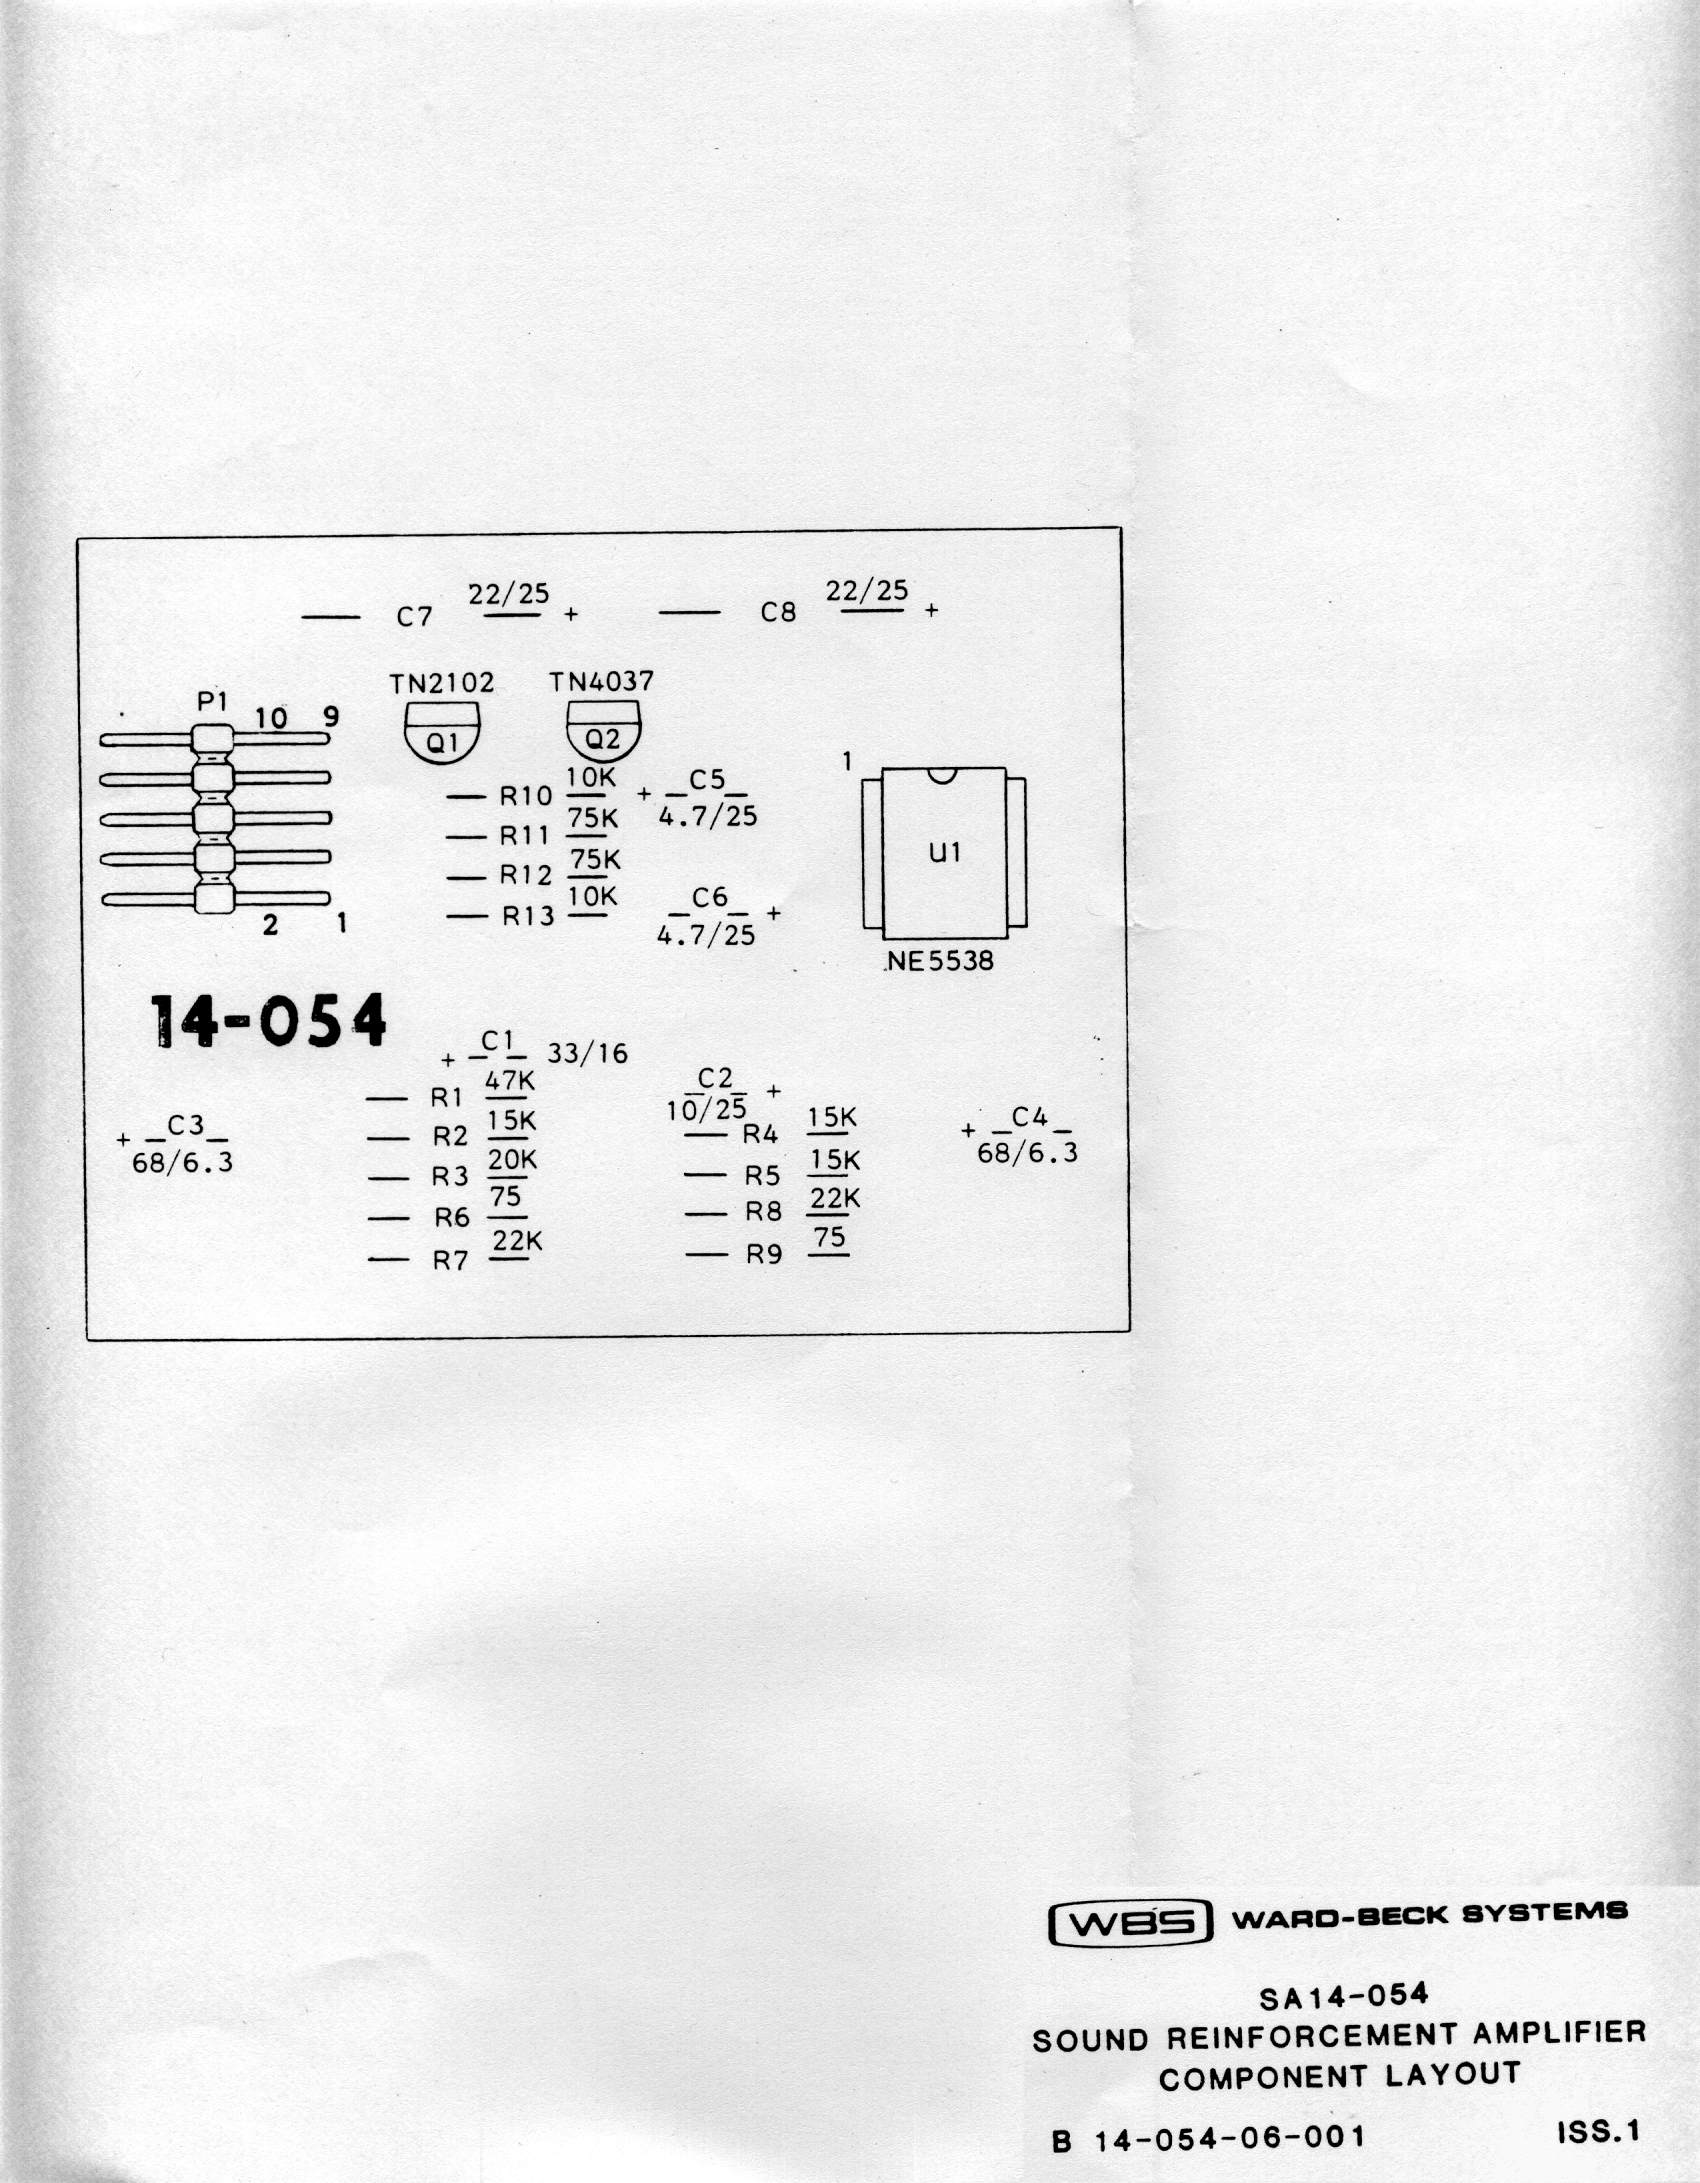 22/25 22/25
C7 + C8 +
TN2102 TN4037
P1
10 9
Q1 Q2
1
R10 10K + C5
4.7/25
R11 75K
R12 75K
U1
R13 10K
C6 +
4.7/25
2 1
NE5538
14-054
+ C1 33/16
R1 47K
C2 +
10/25
R2 15K
R4 15K
+ C3
68/6.3
+ C4
68/6.3
R3 20K
R5 15K
R6 75
R8 22K
R7 22K
R9 75
WBS WARD-BECK SYSTEMS
SA14-054
SOUND REINFORCEMENT AMPLIFIER
COMPONENT LAYOUT
B 14-054-06-001 ISS.1